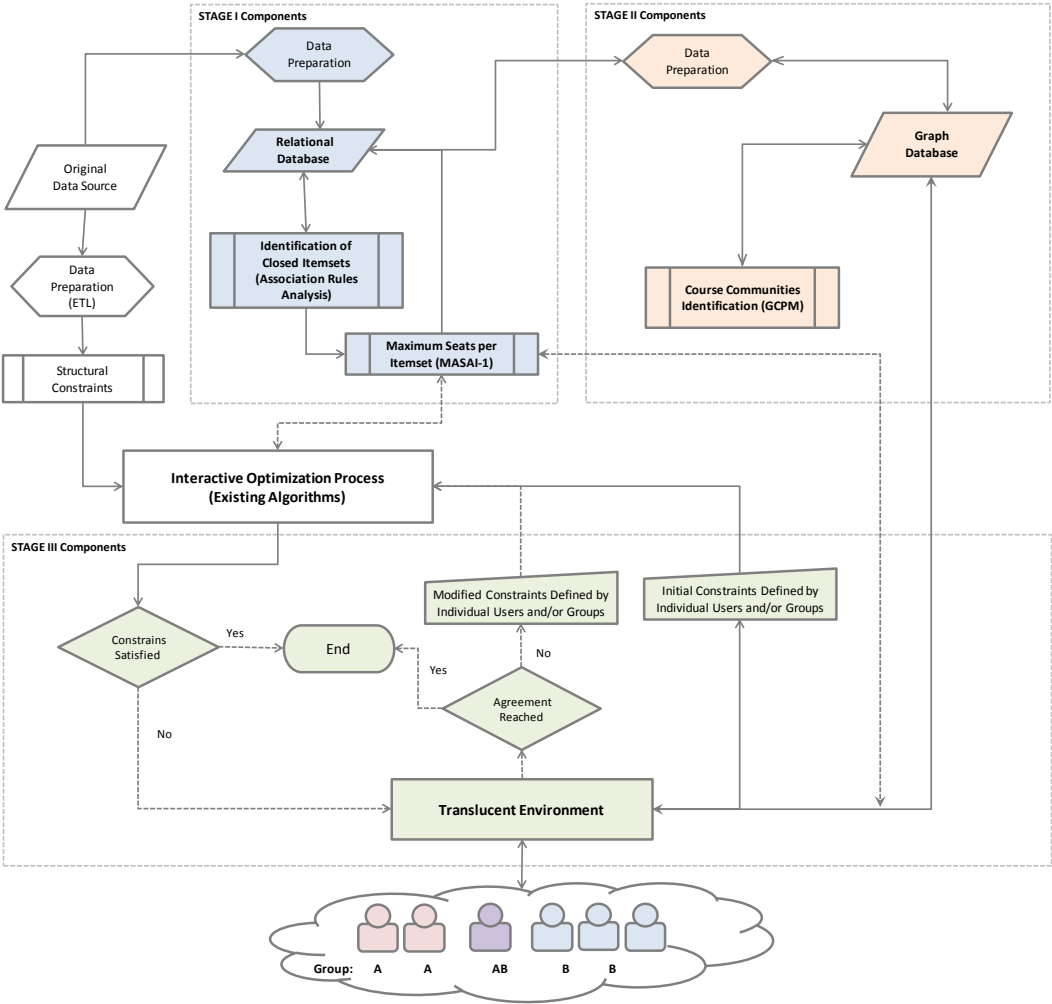 STAGE I Components
Data
Preparation
Relational
Database
Identification of
Closed Itemsets
(Association Rules
Analysis)
Maximum Seats per
Itemset (MASAI-1)
STAGE II Components
Data
Preparation
Graph
Database
Course Communities
Identification (GCPM)
Original
Data Source
Data
Preparation
(ETL)
Structural
Constraints
Interactive Optimization Process
(Existing Algorithms)
STAGE III Components
Constrains
Satisfied
Yes
No
End
Modified Constraints Defined by
Individual Users and/or Groups
Initial Constraints Defined by
Individual Users and/or Groups
No
Yes
Agreement
Reached
Translucent Environment
Group: A A AB B B